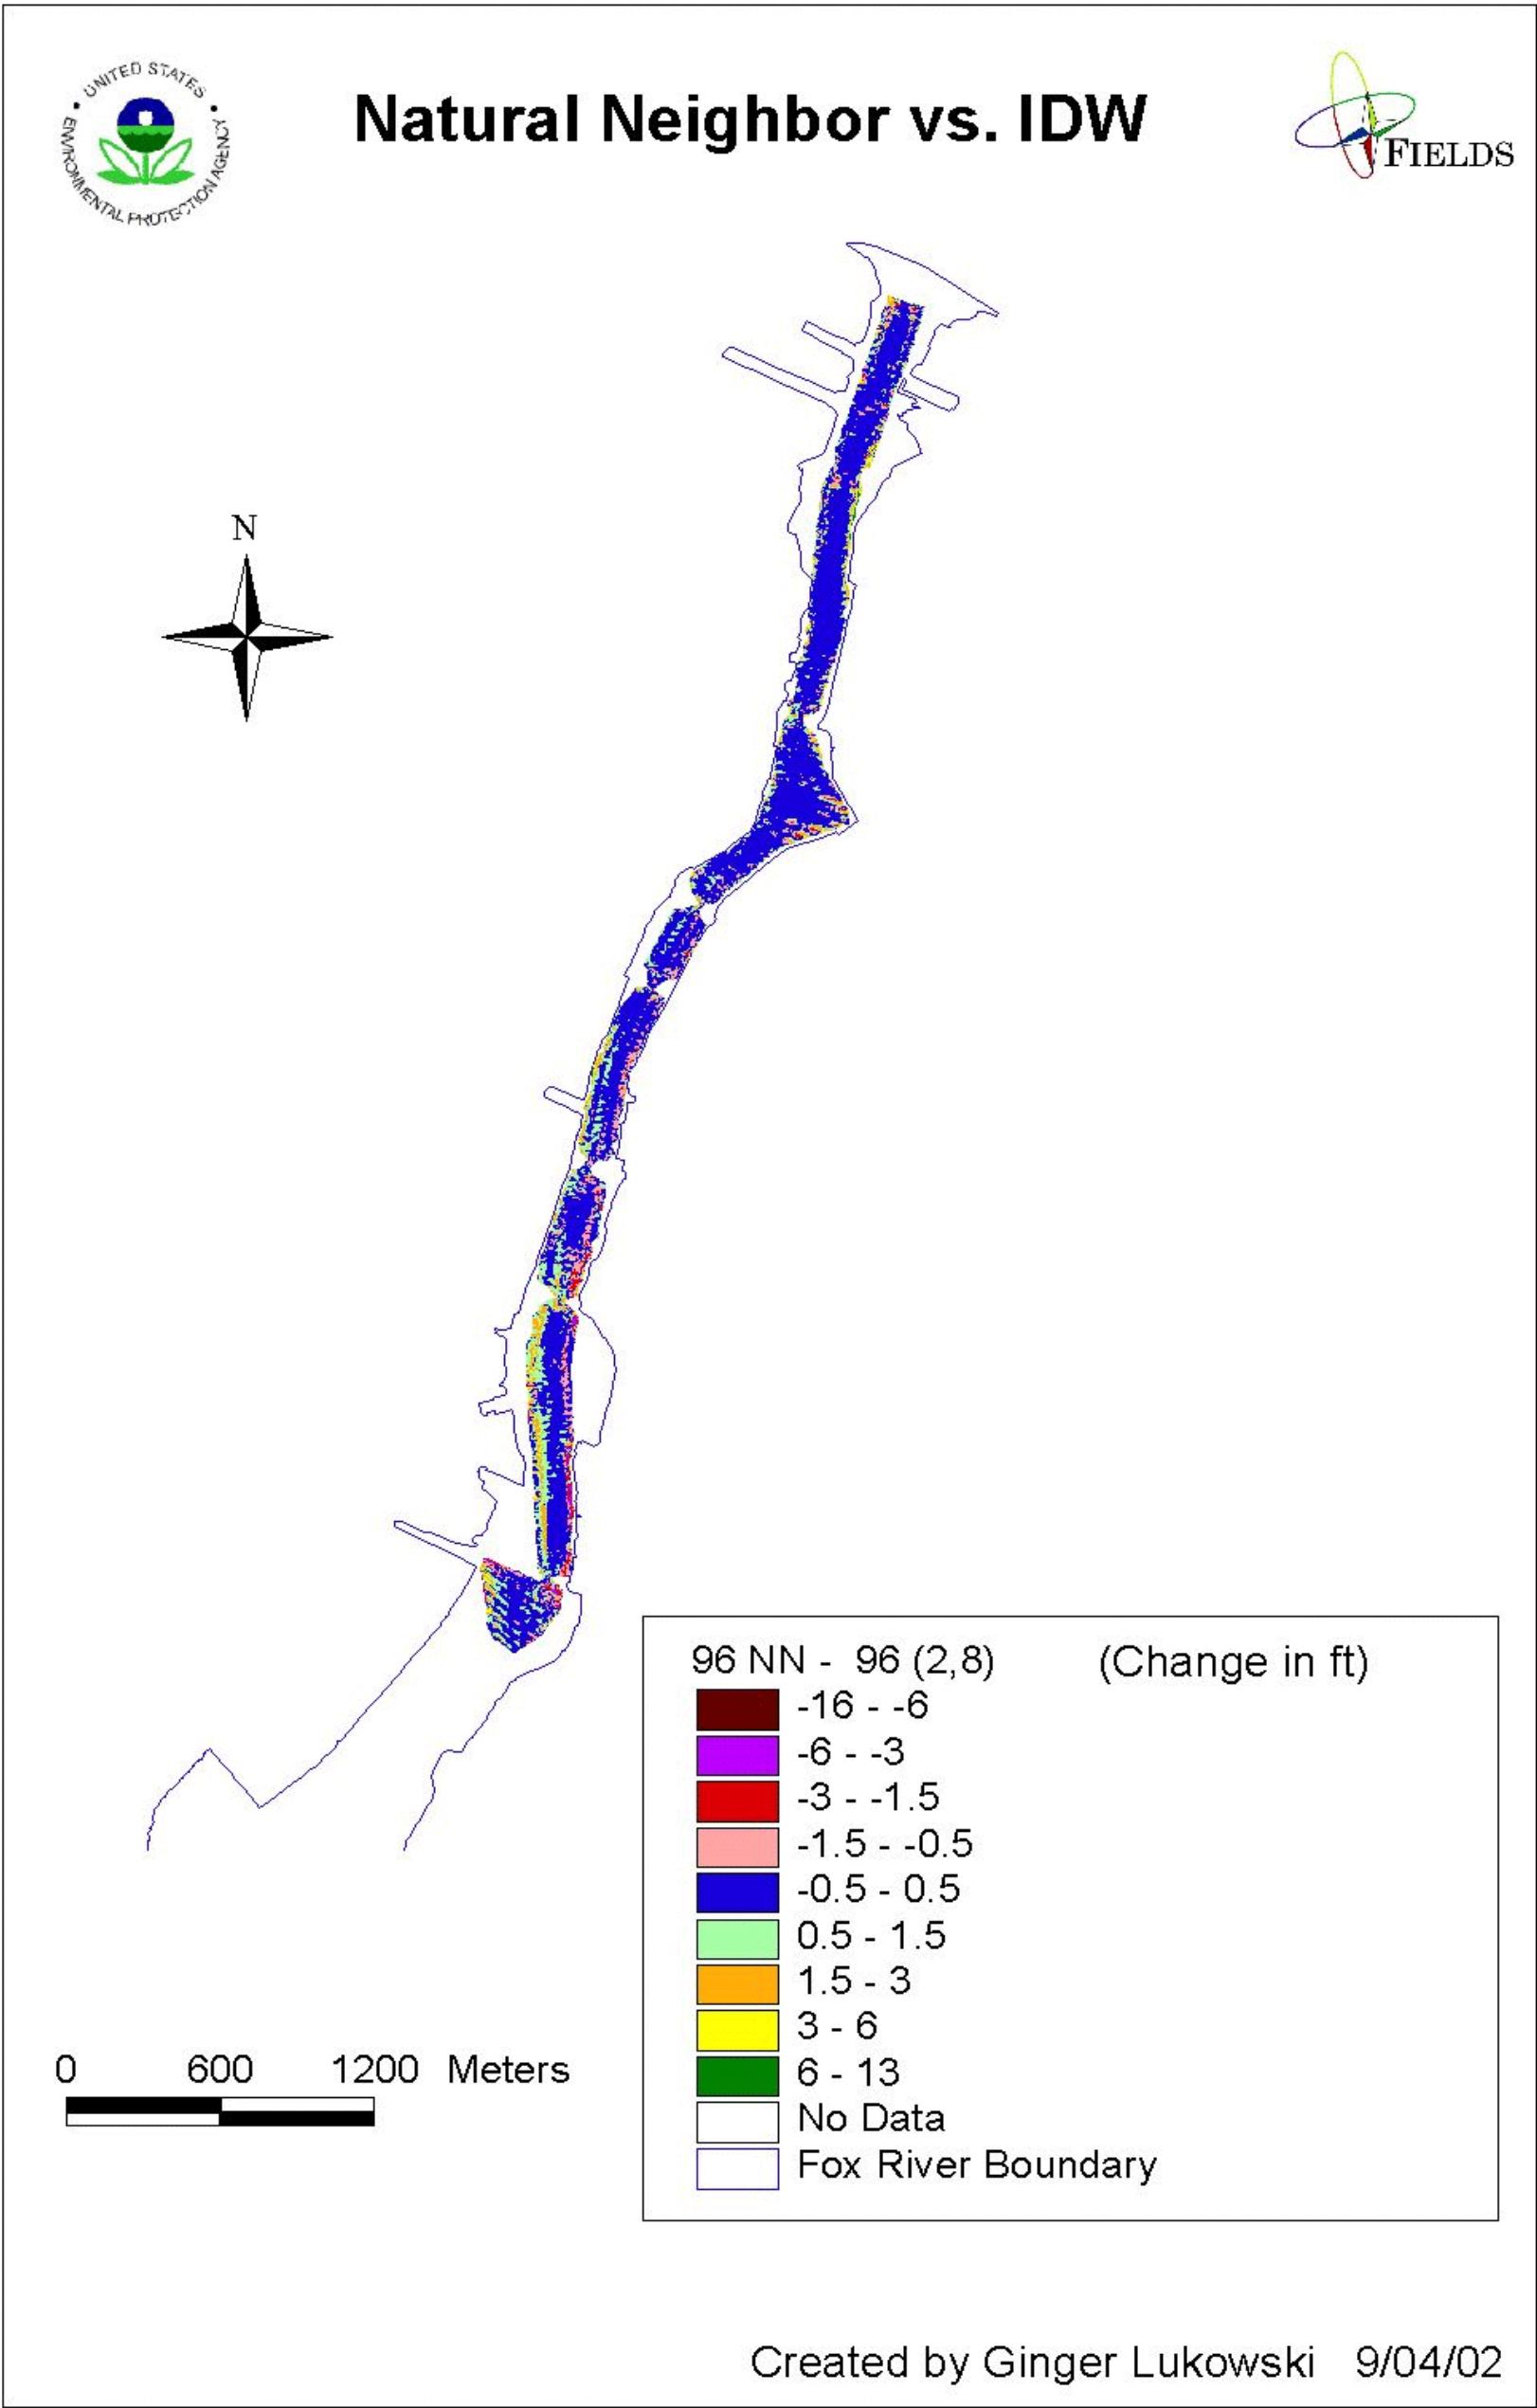 UNITED STATES
ENVIRONMENTAL PROTECTION AGENCY
Natural Neighbor vs. IDW
FIELDS
N
96 NN - 96 (2,8) (Change in ft)
-16 - -6
-6 - -3
-3 - -1.5
-1.5 - -0.5
-0.5 - 0.5
0.5 - 1.5
1.5 - 3
3 - 6
6 - 13
No Data
Fox River Boundary
0 600 1200 Meters
Created by Ginger Lukowski 9/04/02